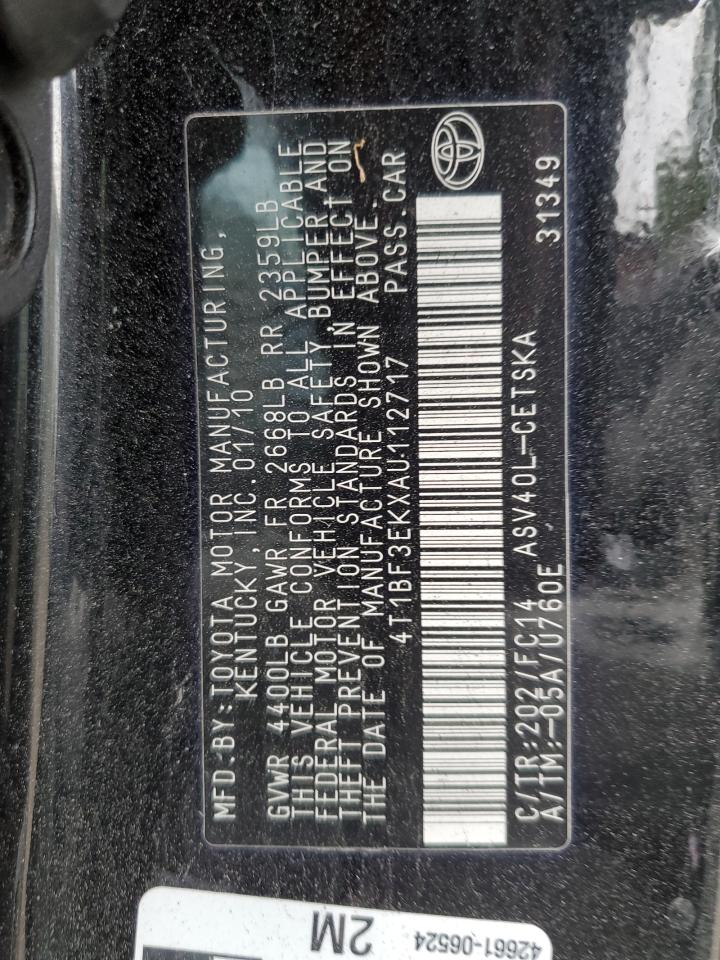 MFD.BY:TOYOTA MOTOR MANUFACTURING,
KENTUCKY, INC.01/10
GVWR 4400LB GAWR FR 2668LB RR 2359LB
THIS VEHICLE CONFORMS TO ALL APPLICABLE
FEDERAL MOTOR VEHICLE SAFETY BUMPER,AND
THEFT PREVENTION STANDARDS IN EFFECT ON
THE DATE OF MANUFACTURE SHOWN ABOVE.
4T1BF3EKXAU112717 PASS.CAR
C/TR:202/FC14 ASV40L-CETSKA 31349
A/TM:-05A/U760E
2M
42661-06524